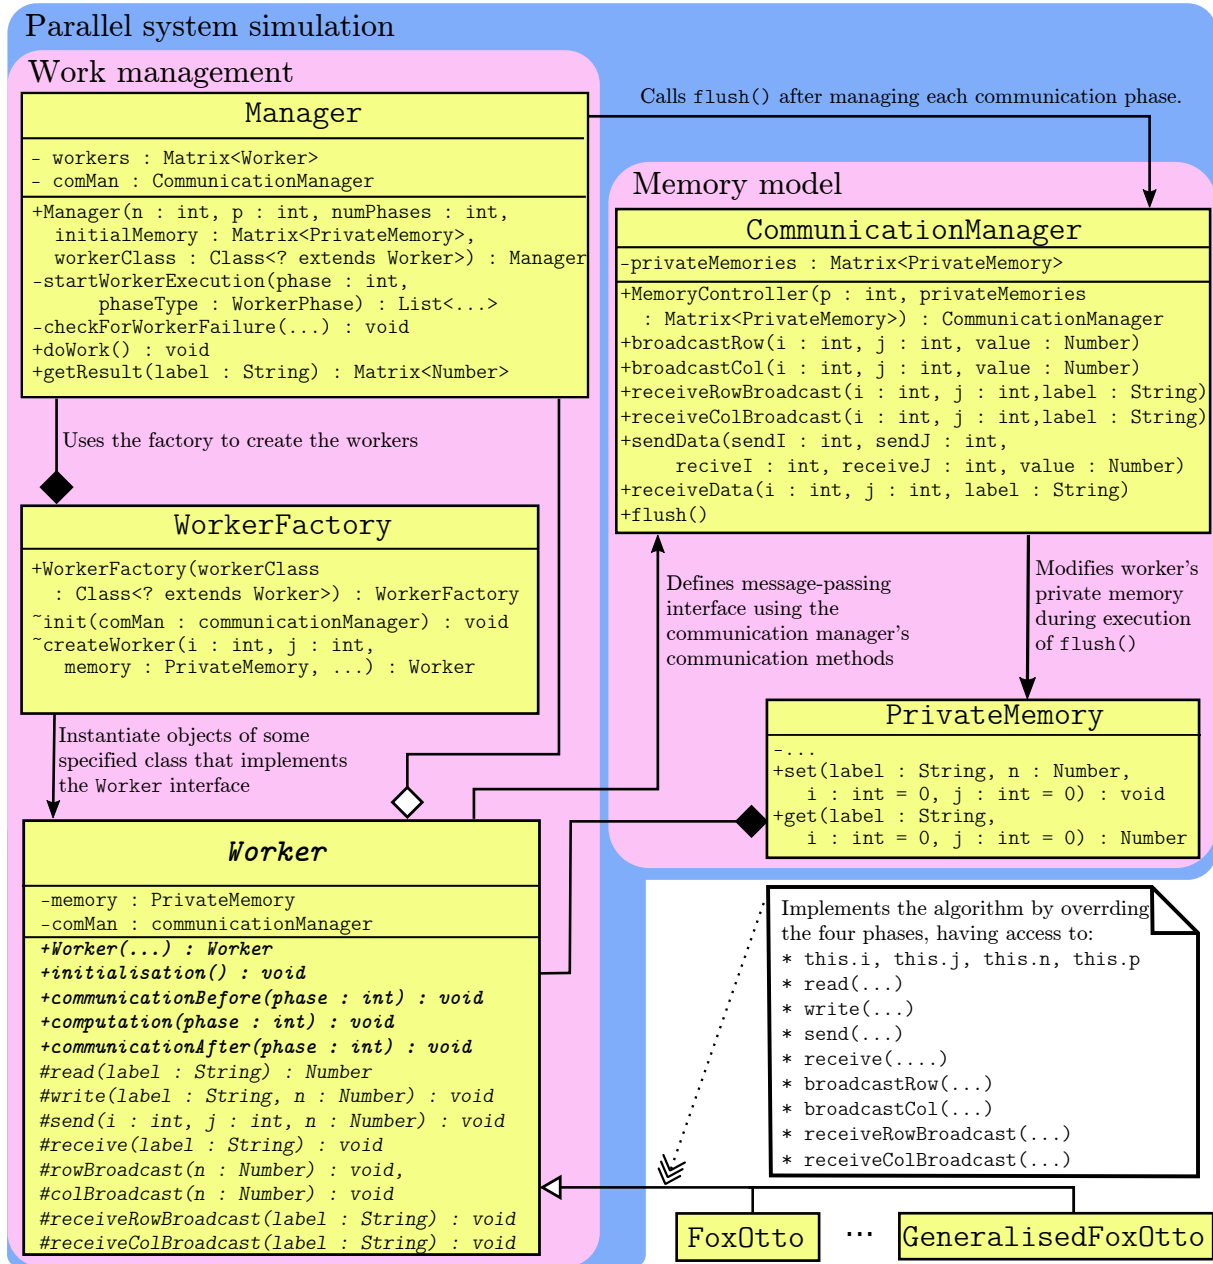 Parallel system simulation
Work management
Manager
- workers : Matrix<Worker>
- comMan : CommunicationManager
+Manager(n : int, p : int, numPhases : int,
initialMemory : Matrix<PrivateMemory>,
workerClass : Class<? extends Worker>) : Manager
-startWorkerExecution(phase : int,
phaseType : WorkerPhase) : List<...>
-checkForWorkerFailure(...) : void
+doWork() : void
+getResult(label : String) : Matrix<Number>
Calls flush() after managing each communication phase.
Memory model
CommunicationManager
-privateMemories : Matrix<PrivateMemory>
+MemoryController(p : int, privateMemories
: Matrix<PrivateMemory>) : CommunicationManager
+broadcastRow(i : int, j : int, value : Number)
+broadcastCol(i : int, j : int, value : Number)
+receiveRowBroadcast(i : int, j : int,label : String)
+receiveColBroadcast(i : int, j : int,label : String)
+sendData(sendI : int, sendJ : int,
reciveI : int, receiveJ : int, value : Number)
+receiveData(i : int, j : int, label : String)
+flush()
Uses the factory to create the workers
WorkerFactory
+WorkerFactory(workerClass
: Class<? extends Worker>) : WorkerFactory
~init(comMan : communicationManager) : void
~createWorker(i : int, j : int,
memory : PrivateMemory, ...) : Worker
Defines message-passing
interface using the
communication manager's
communication methods
Modifies worker's
private memory
during execution
of flush()
Instantiate objects of some
specified class that implements
the Worker interface
PrivateMemory
-...
+set(label : String, n : Number,
i : int = 0, j : int = 0) : void
+get(label : String,
i : int = 0, j : int = 0) : Number
Worker
-memory : PrivateMemory
-comMan : communicationManager
+Worker(...) : Worker
+initialisation() : void
+communicationBefore(phase : int) : void
+computation(phase : int) : void
+communicationAfter(phase : int) : void
#read(label : String) : Number
#write(label : String, n : Number) : void
#send(i : int, j : int, n : Number) : void
#receive(label : String) : void
#rowBroadcast(n : Number) : void,
#colBroadcast(n : Number) : void
#receiveRowBroadcast(label : String) : void
#receiveColBroadcast(label : String) : void
Implements the algorithm by overrding
the four phases, having access to:
* this.i, this.j, this.n, this.p
* read(...)
* write(...)
* send(...)
* receive(....)
* broadcastRow(...)
* broadcastCol(...)
* receiveRowBroadcast(...)
* receiveColBroadcast(...)
FoxOtto ... GeneralisedFoxOtto